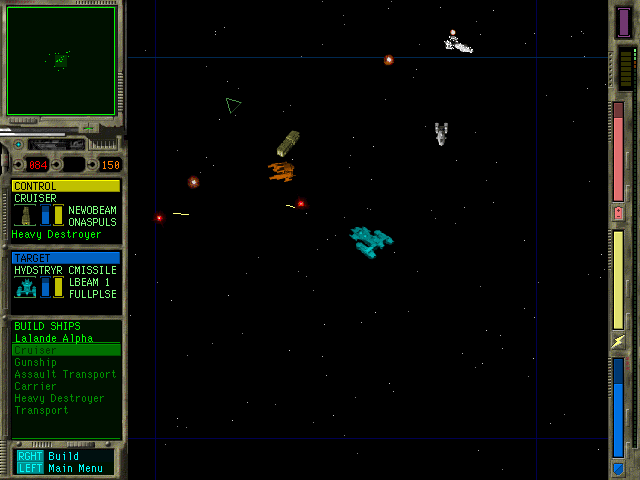 084 150
CONTROL
CRUISER
NEWOBEAM
ONASPULS
Heavy Destroyer
TARGET
HYDSTRYR CMISSILE
LBEAM 1
FULLPLSE
BUILD SHIPS
Lalande Alpha
Cruiser
Gunship
Assault Transport
Carrier
Heavy Destroyer
Transport
RGHT Build
LEFT Main Menu